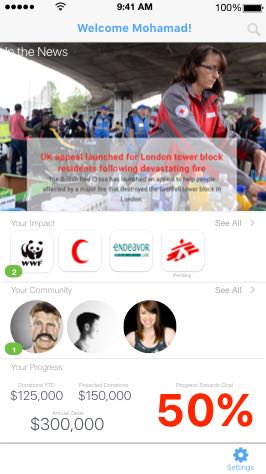 9:41 AM
100%
Welcome Mohamad!
In the News
UK appeal launched for London tower block
residents following devastating fire
The British Red Cross has launched an appeal to help people
affected by a major fire that destroyed the Grenfell tower block in
London.
Your Impact
See All
WWF
ENDEAVOR
2
Pending
Your Community
See All
1
Your Progress
Donations YTD
Projected Donations
Progress Towards Goal
$125,000
$150,000
50%
Annual Zakat
$300,000
Settings